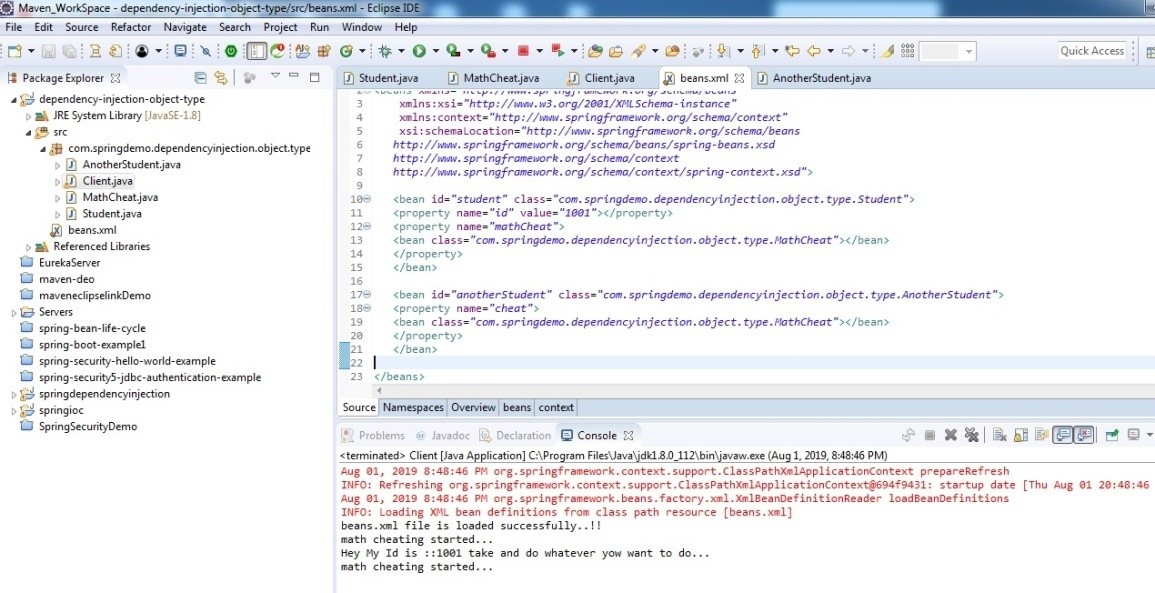 Maven_WorkSpace - dependency-injection-object-type/src/beans.xml - Eclipse IDE
File Edit Source Refactor Navigate Search Project Run Window Help
Quick Access
Package Explorer
dependency-injection-object-type
JRE System Library [JavaSE-1.8]
src
com.springdemo.dependencyinjection.object.type
AnotherStudent.java
Client.java
MathCheat.java
Student.java
beans.xml
Referenced Libraries
EurekaServer
maven-deo
maveneclipselinkDemo
Servers
spring-bean-life-cycle
spring-boot-example1
spring-security-hello-world-example
spring-security5-jdbc-authentication-example
springdependencyinjection
springioc
SpringSecurityDemo
Student.java MathCheat.java Client.java beans.xml AnotherStudent.java
2 <beans xmlns="http://www.springframework.org/schema/beans"
3 xmlns:xsi="http://www.w3.org/2001/XMLSchema-instance"
4 xmlns:context="http://www.springframework.org/schema/context"
5 xsi:schemaLocation="http://www.springframework.org/schema/beans
6 http://www.springframework.org/schema/beans/spring-beans.xsd
7 http://www.springframework.org/schema/context
8 http://www.springframework.org/schema/context/spring-context.xsd">
9
10 <bean id="student" class="com.springdemo.dependencyinjection.object.type.Student">
11 <property name="id" value="1001"></property>
12 <property name="mathCheat">
13 <bean class="com.springdemo.dependencyinjection.object.type.MathCheat"></bean>
14 </property>
15 </bean>
16
17 <bean id="anotherStudent" class="com.springdemo.dependencyinjection.object.type.AnotherStudent">
18 <property name="cheat">
19 <bean class="com.springdemo.dependencyinjection.object.type.MathCheat"></bean>
20 </property>
21 </bean>
22
23 </beans>
Source Namespaces Overview beans context
Problems Javadoc Declaration Console
<terminated> Client [Java Application] C:\Program Files\Java\jdk1.8.0_112\bin\javaw.exe (Aug 1, 2019, 8:48:46 PM)
Aug 01, 2019 8:48:46 PM org.springframework.context.support.ClassPathXmlApplicationContext prepareRefresh
INFO: Refreshing org.springframework.context.support.ClassPathXmlApplicationContext@694f9431: startup date [Thu Aug 01 20:48:46
Aug 01, 2019 8:48:46 PM org.springframework.beans.factory.xml.XmlBeanDefinitionReader loadBeanDefinitions
INFO: Loading XML bean definitions from class path resource [beans.xml]
beans.xml file is loaded successfully..!!
math cheating started...
Hey My Id is ::1001 take and do whatever yow want to do...
math cheating started...